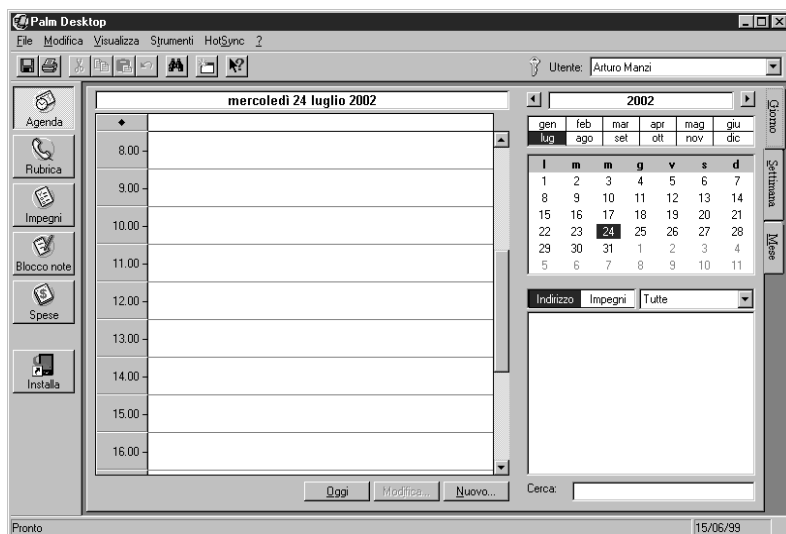 Palm Desktop
File Modifica Visualizza Strumenti HotSync ?
Utente: Arturo Manzi
Agenda
Rubrica
Impegni
Blocco note
Spese
Installa
mercoledì 24 luglio 2002
8.00
9.00
10.00
11.00
12.00
13.00
14.00
15.00
16.00
Oggi Modifica... Nuovo...
2002
gen feb mar apr mag giu
lug ago set ott nov dic
l m m g v s d
1 2 3 4 5 6 7
8 9 10 11 12 13 14
15 16 17 18 19 20 21
22 23 24 25 26 27 28
29 30 31 1 2 3 4
5 6 7 8 9 10 11
Indirizzo Impegni Tutte
Cerca:
Giorno
Settimana
Mese
Pronto 15/06/99